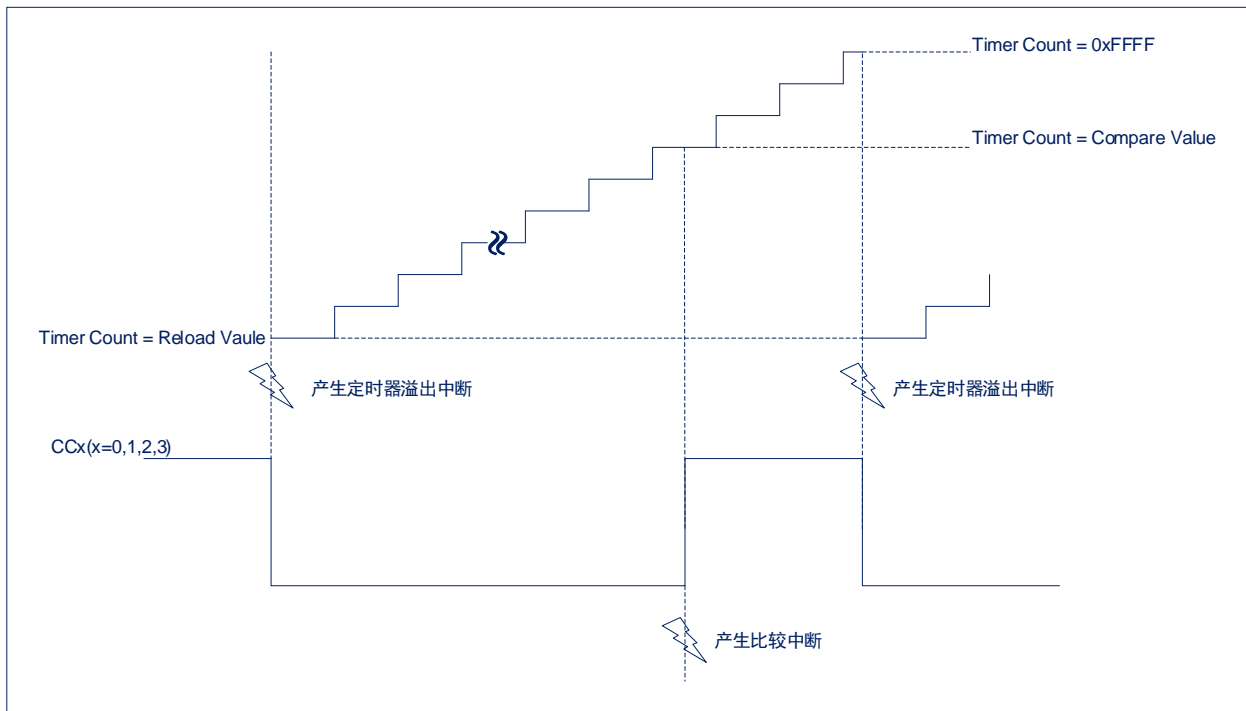 Timer Count = 0xFFFF
Timer Count = Compare Value
Timer Count = Reload Vaule
产生定时器溢出中断
产生定时器溢出中断
CCx(x=0,1,2,3)
产生比较中断